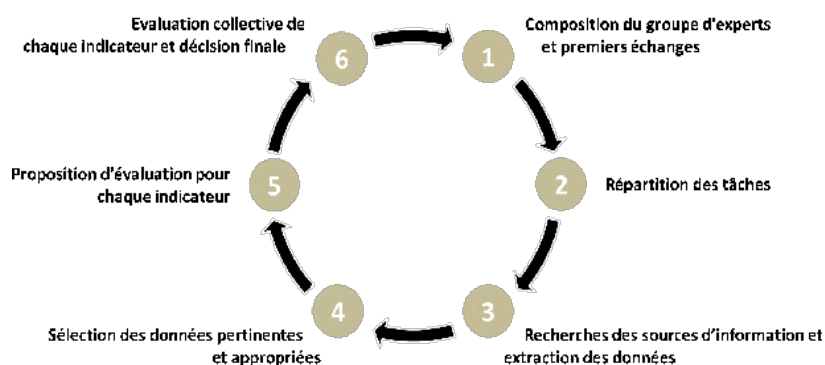 1
Composition du groupe d'experts
et premiers échanges
2
Répartition des tâches
3
Recherches des sources d'information et
extraction des données
4
Sélection des données pertinentes
et appropriées
5
Proposition d'évaluation pour
chaque indicateur
6
Evaluation collective de
chaque indicateur et décision finale